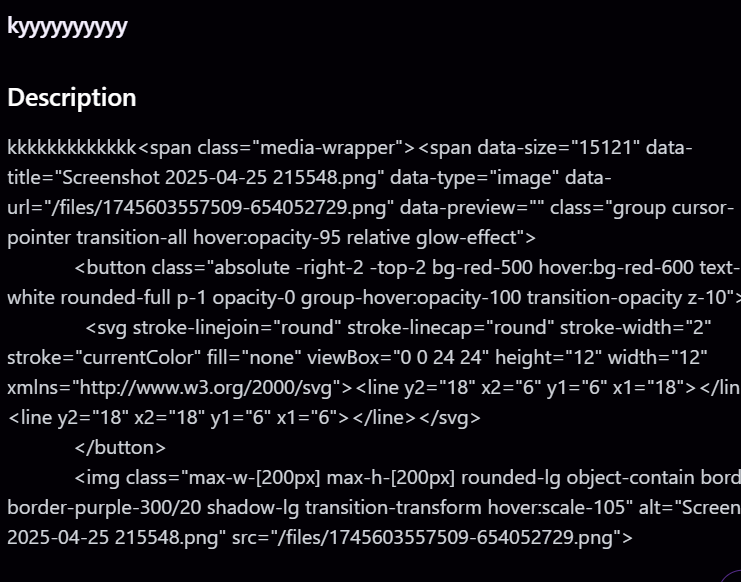 kyyyyyyyyyy
Description
kkkkkkkkkkkkk<span class="media-wrapper"><span data-size="15121" data-
title="Screenshot 2025-04-25 215548.png" data-type="image" data-
url="/files/1745603557509-654052729.png" data-preview="" class="group cursor-
pointer transition-all hover:opacity-95 relative glow-effect">
<button class="absolute -right-2 -top-2 bg-red-500 hover:bg-red-600 text-
white rounded-full p-1 opacity-0 group-hover:opacity-100 transition-opacity z-10">
<svg stroke-linejoin="round" stroke-linecap="round" stroke-width="2"
stroke="currentColor" fill="none" viewBox="0 0 24 24" height="12" width="12"
xmlns="http://www.w3.org/2000/svg"><line y2="18" x2="6" y1="6" x1="18"></lin
<line y2="18" x2="18" y1="6" x1="6"></line></svg>
</button>
<img class="max-w-[200px] max-h-[200px] rounded-lg object-contain bord
border-purple-300/20 shadow-lg transition-transform hover:scale-105" alt="Screen
2025-04-25 215548.png" src="/files/1745603557509-654052729.png">